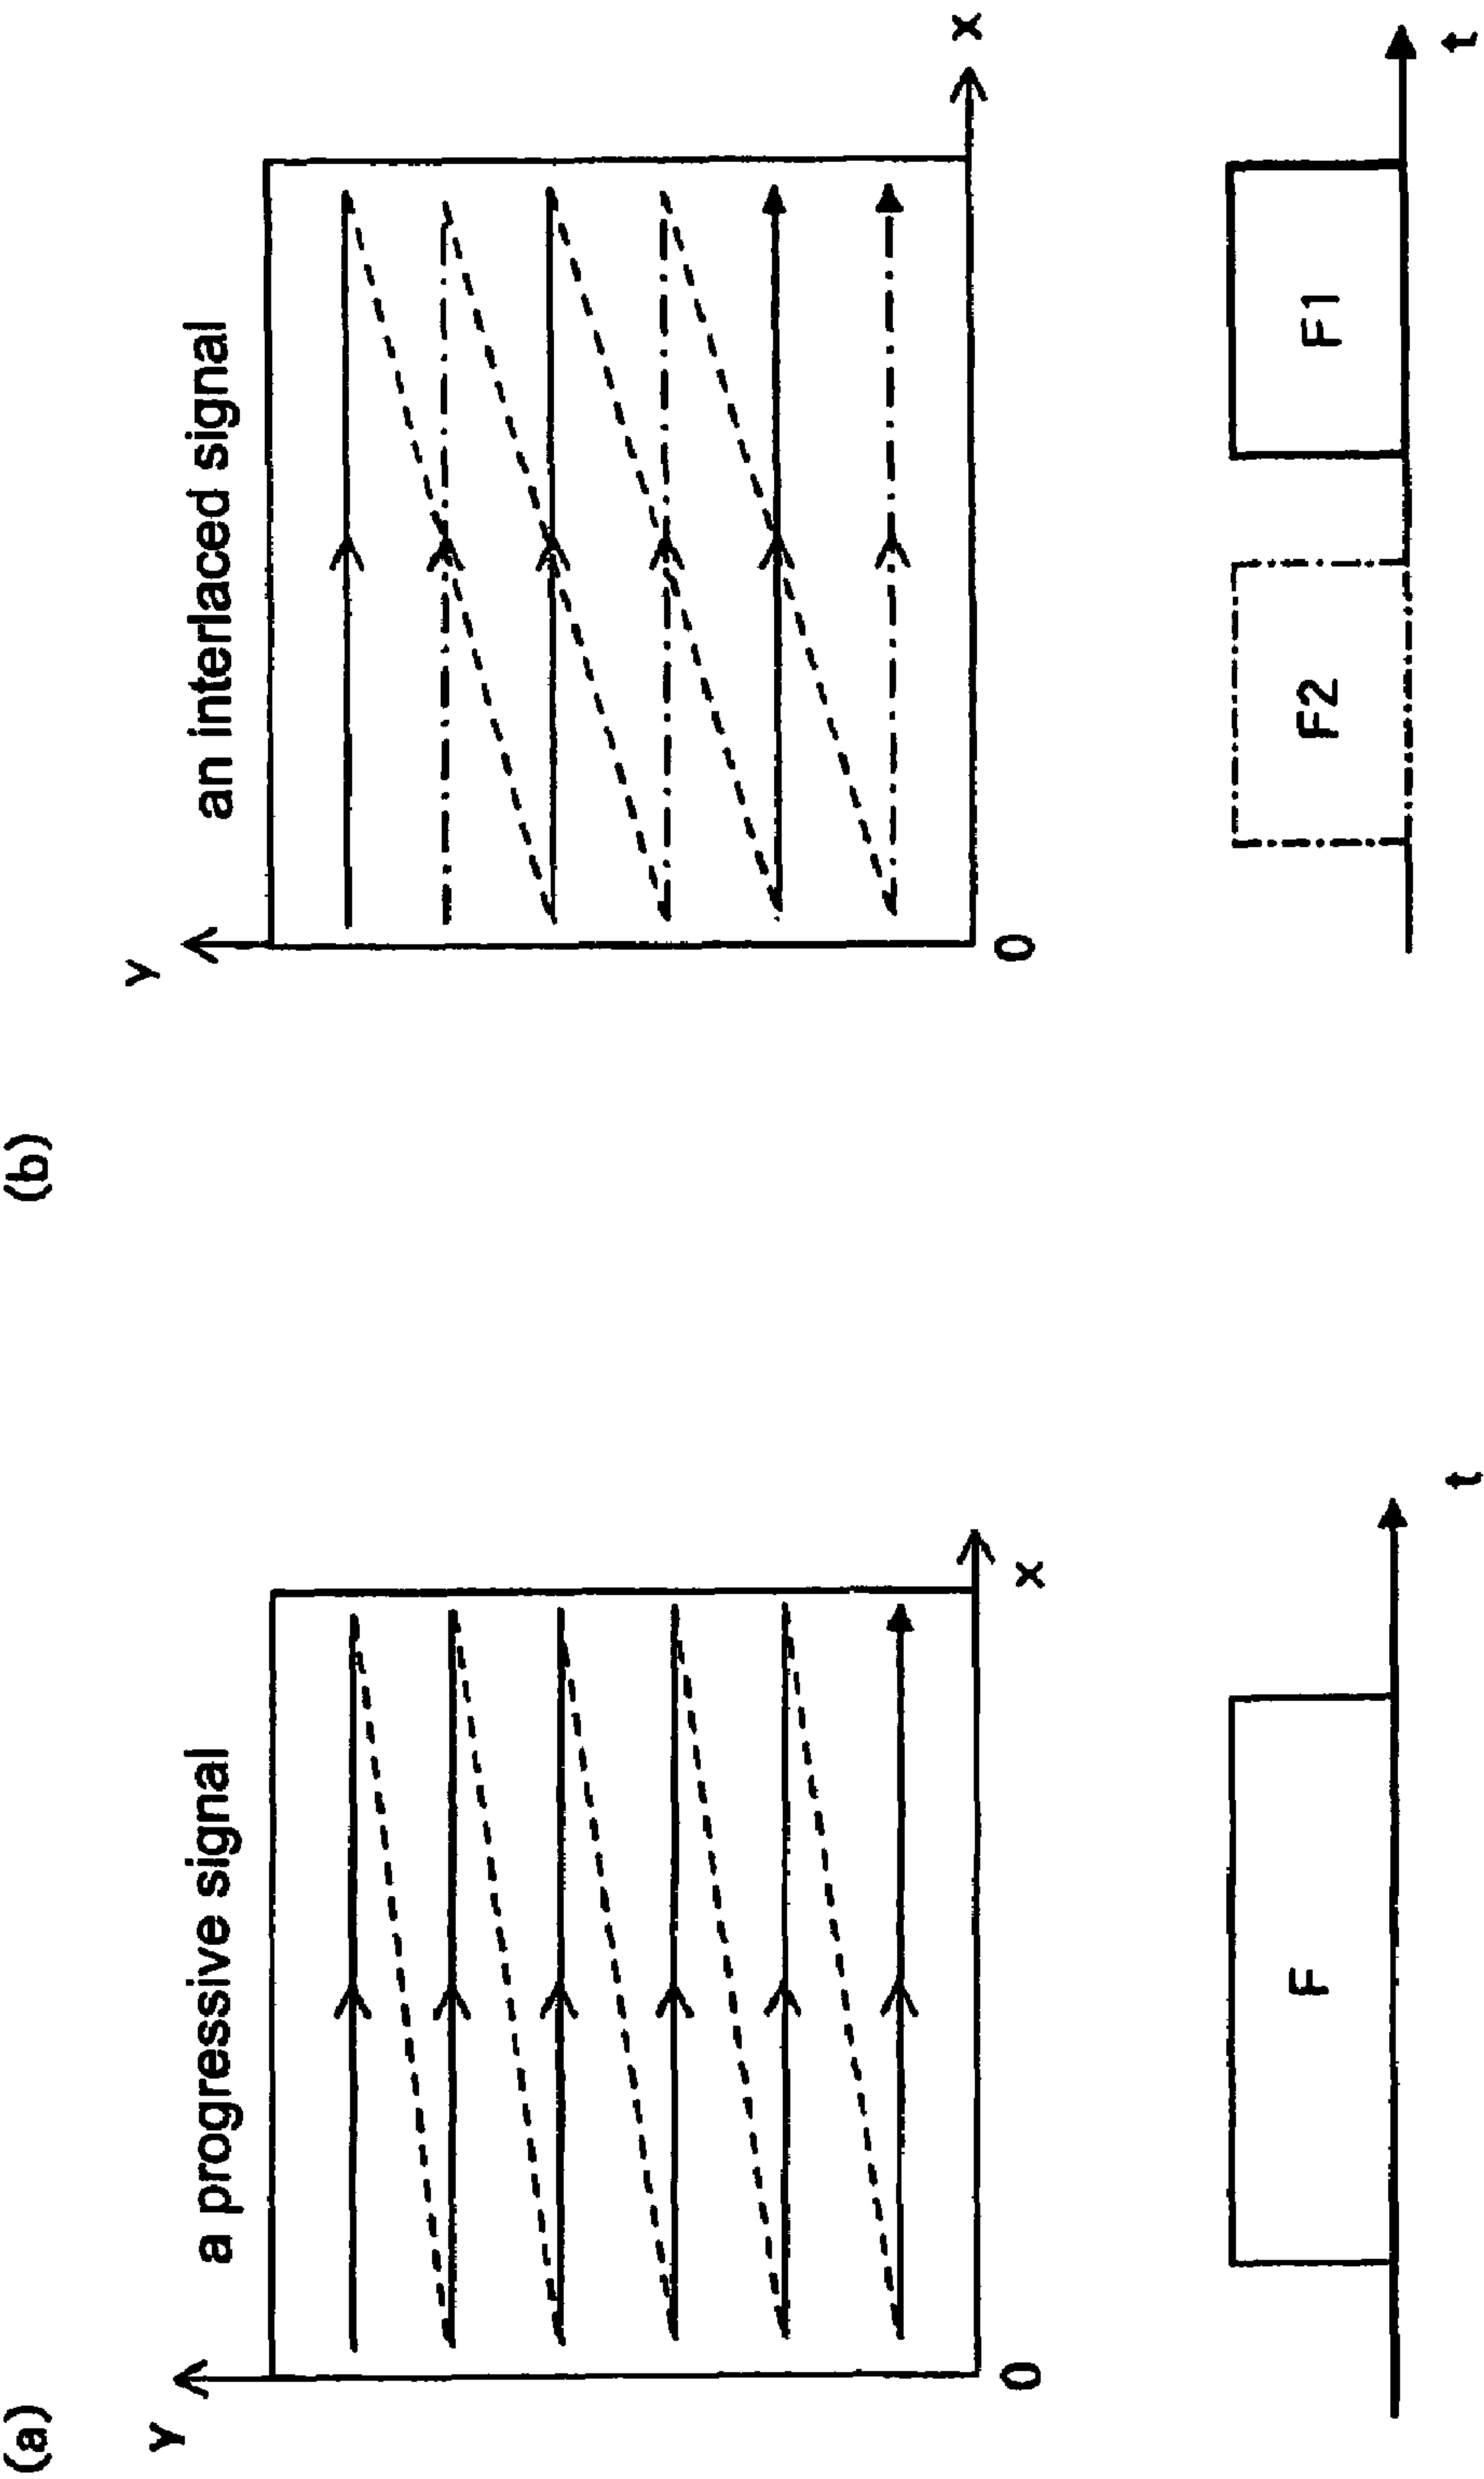 (a)
a progressive signal
Y
0
x
F
t
(b)
an interlaced signal
Y
0
x
F2
F1
t